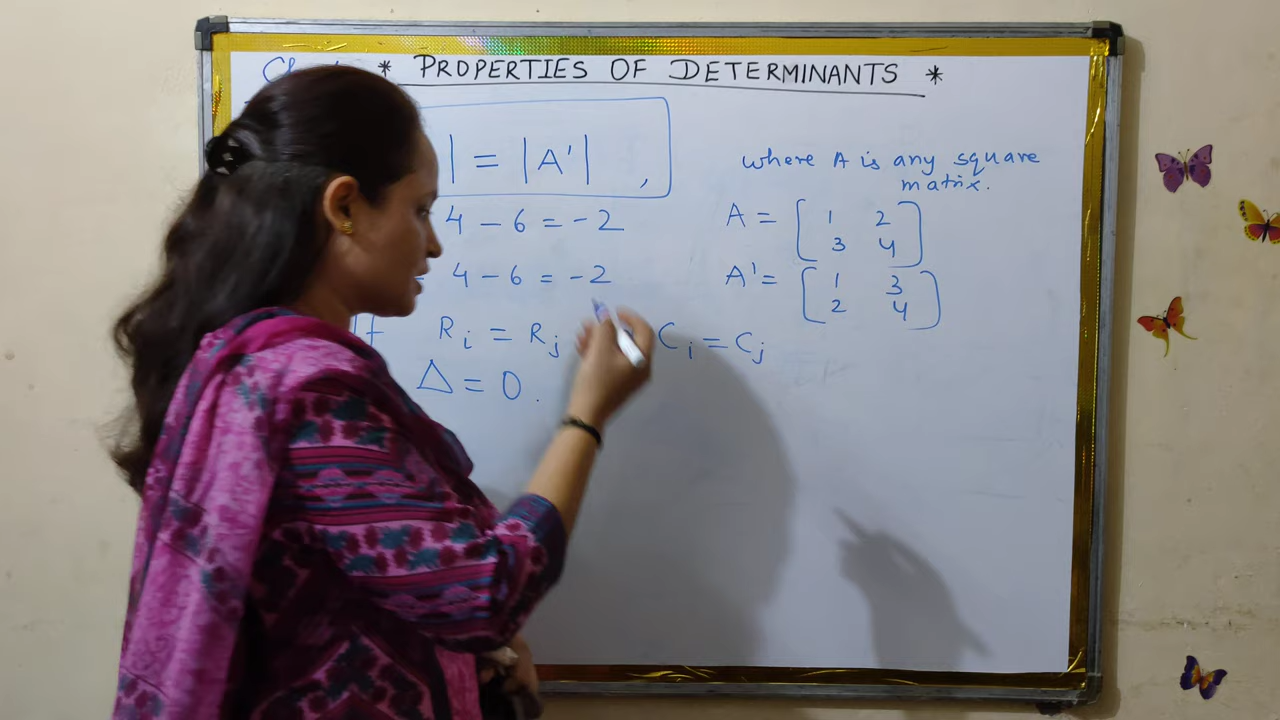 * PROPERTIES OF DETERMINANTS *
| = |A'| ,
where A is any square
matrix.
4 - 6 = -2
A = [ 1 2
3 4 ]
4 - 6 = -2
A' = [ 1 3
2 4 ]
If Ri = Rj Ci = Cj
Δ = 0.